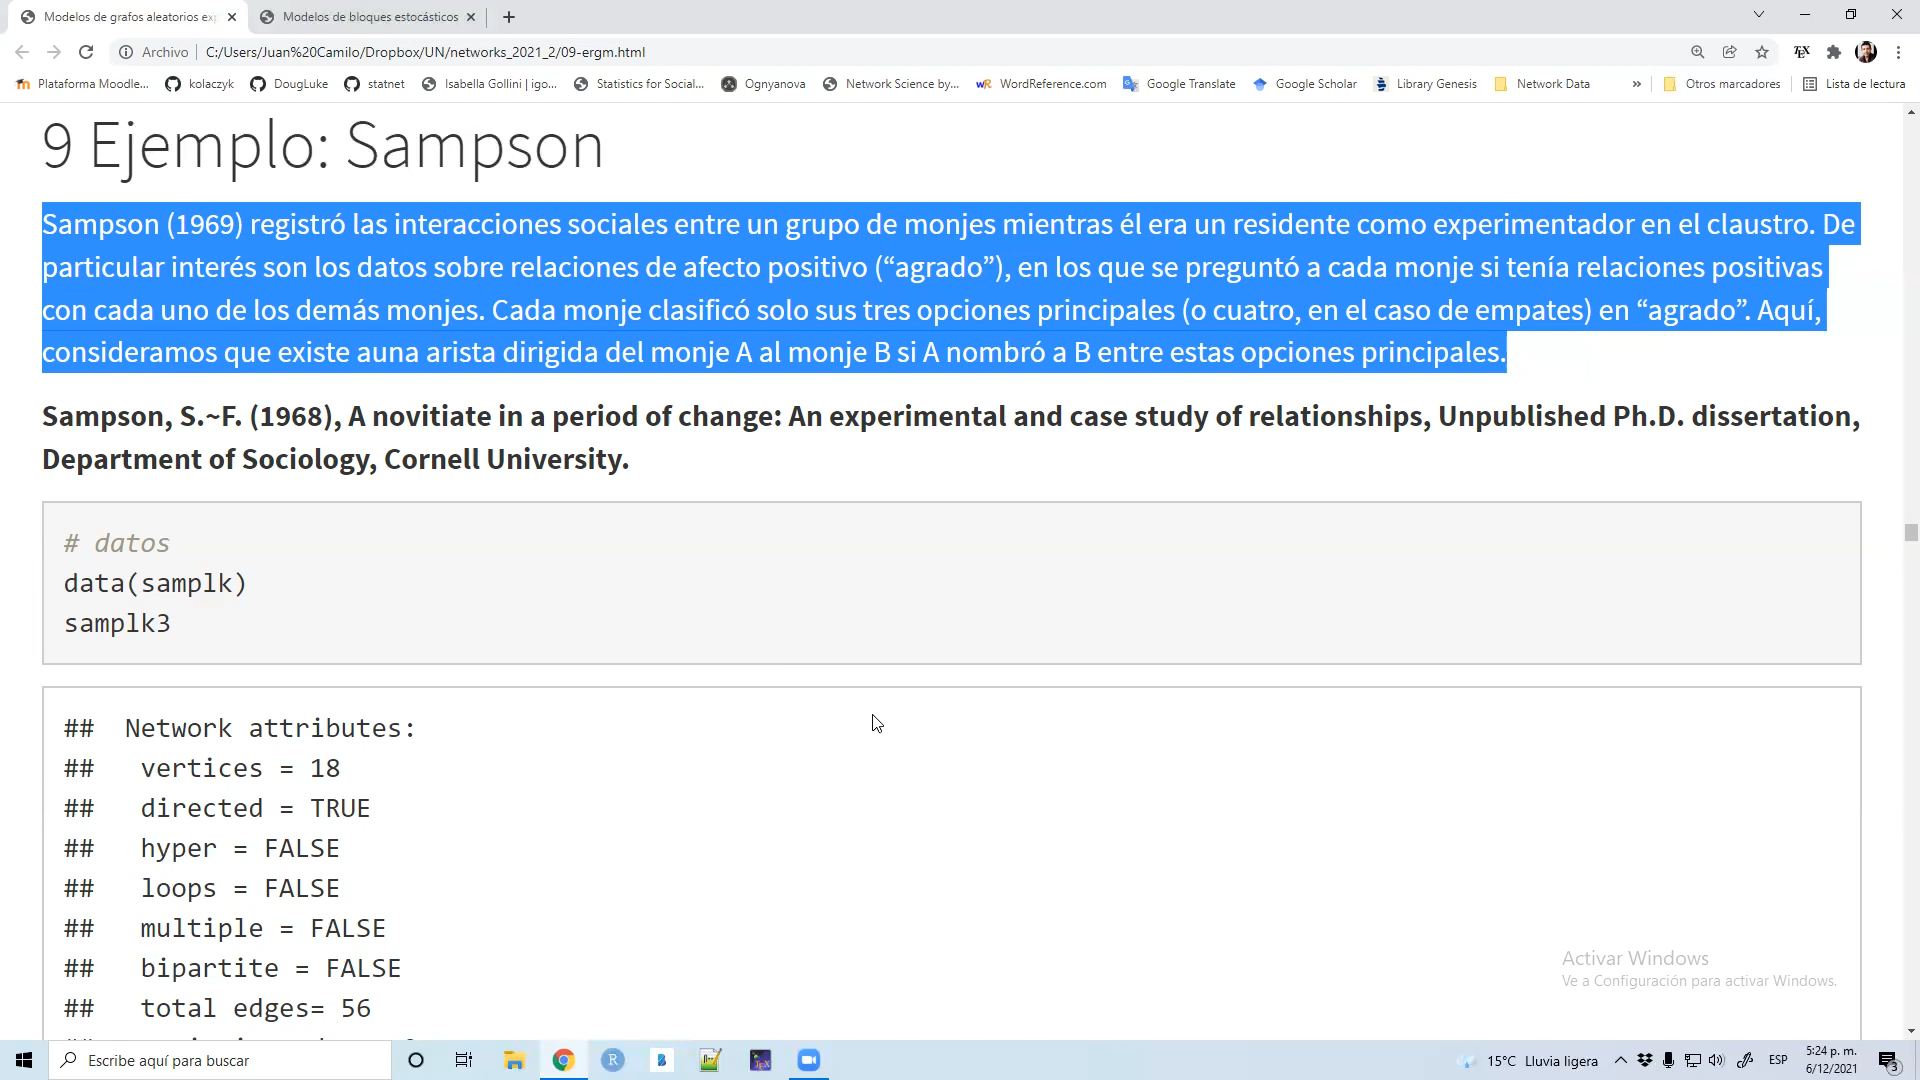 Modelos de grafos aleatorios exp
Modelos de bloques estocásticos
Archivo
C:/Users/Juan%20Camilo/Dropbox/UN/networks_2021_2/09-ergm.html
TEX
Plataforma Moodle...
kolaczyk
DougLuke
statnet
Isabella Gollini | igo...
Statistics for Social...
Ognyanova
Network Science by...
WordReference.com
Google Translate
Google Scholar
Library Genesis
Network Data
»
Otros marcadores
Lista de lectura
9 Ejemplo: Sampson
Sampson (1969) registró las interacciones sociales entre un grupo de monjes mientras él era un residente como experimentador en el claustro. De
particular interés son los datos sobre relaciones de afecto positivo (“agrado”), en los que se preguntó a cada monje si tenía relaciones positivas
con cada uno de los demás monjes. Cada monje clasificó solo sus tres opciones principales (o cuatro, en el caso de empates) en “agrado”. Aquí,
consideramos que existe auna arista dirigida del monje A al monje B si A nombró a B entre estas opciones principales.
Sampson, S.~F. (1968), A novitiate in a period of change: An experimental and case study of relationships, Unpublished Ph.D. dissertation,
Department of Sociology, Cornell University.
# datos
data(samplk)
samplk3
## Network attributes:
## vertices = 18
## directed = TRUE
## hyper = FALSE
## loops = FALSE
## multiple = FALSE
## bipartite = FALSE
## total edges= 56
Activar Windows
Ve a Configuración para activar Windows.
Escribe aquí para buscar
15°C Lluvia ligera
ESP
5:24 p. m.
6/12/2021
3